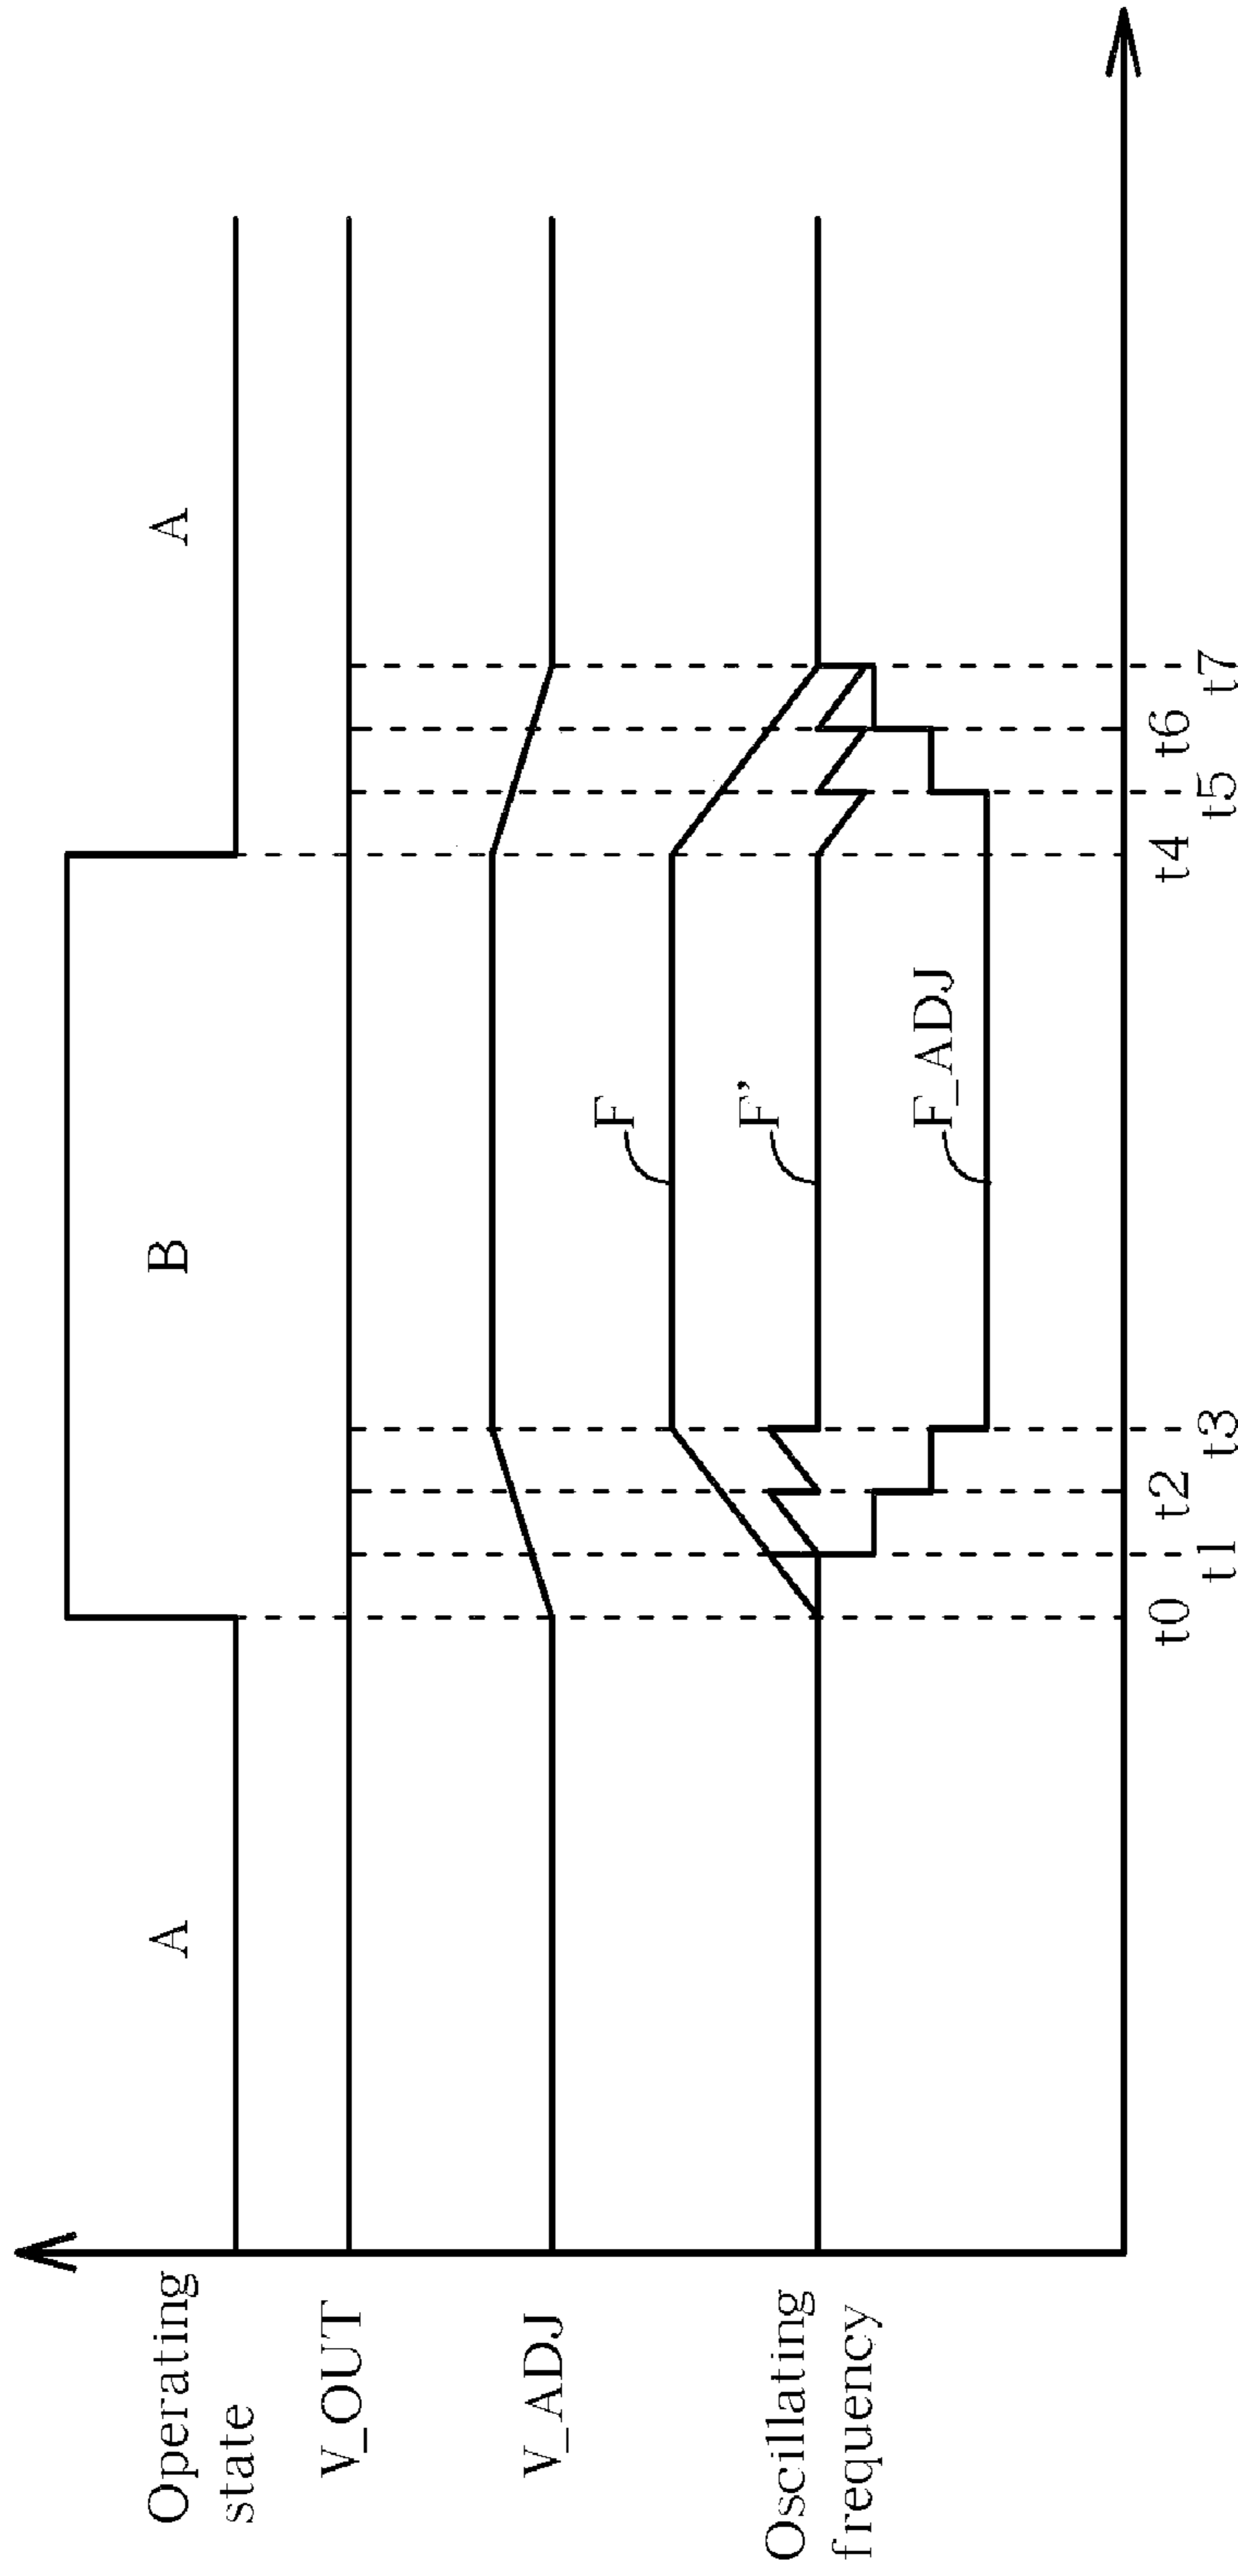 Operating
state
A
B
A
V_OUT
V_ADJ
F
Oscillating
frequency
F'
F_ADJ
t0
t1
t2
t3
t4
t5
t6
t7